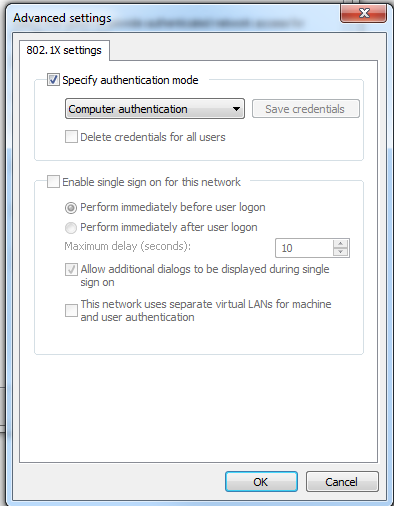 Advanced settings
802.1X settings
Specify authentication mode
Computer authentication
Save credentials
Delete credentials for all users
Enable single sign on for this network
Perform immediately before user logon
Perform immediately after user logon
Maximum delay (seconds):
10
Allow additional dialogs to be displayed during single
sign on
This network uses separate virtual LANs for machine
and user authentication
OK
Cancel